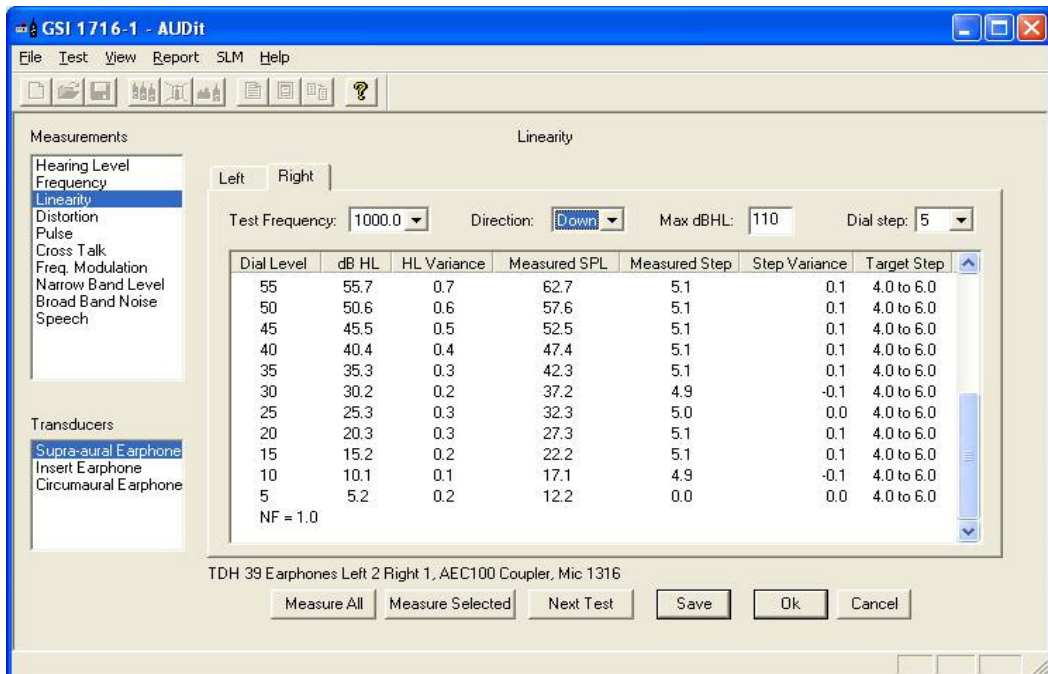 GSI 1716-1 - AUDit
File Test View Report SLM Help
Measurements
Linearity
Hearing Level
Frequency
Linearity
Distortion
Pulse
Cross Talk
Freq. Modulation
Narrow Band Level
Broad Band Noise
Speech
Left Right
Test Frequency: 1000.0 Direction: Down Max dBHL: 110 Dial step: 5
Dial Level dB HL HL Variance Measured SPL Measured Step Step Variance Target Step
55 55.7 0.7 62.7 5.1 0.1 4.0 to 6.0
50 50.6 0.6 57.6 5.1 0.1 4.0 to 6.0
45 45.5 0.5 52.5 5.1 0.1 4.0 to 6.0
40 40.4 0.4 47.4 5.1 0.1 4.0 to 6.0
35 35.3 0.3 42.3 5.1 0.1 4.0 to 6.0
30 30.2 0.2 37.2 4.9 -0.1 4.0 to 6.0
25 25.3 0.3 32.3 5.0 0.0 4.0 to 6.0
20 20.3 0.3 27.3 5.1 0.1 4.0 to 6.0
15 15.2 0.2 22.2 5.1 0.1 4.0 to 6.0
10 10.1 0.1 17.1 4.9 -0.1 4.0 to 6.0
5 5.2 0.2 12.2 0.0 0.0 4.0 to 6.0
NF = 1.0
Transducers
Supra-aural Earphone
Insert Earphone
Circumaural Earphone
TDH 39 Earphones Left 2 Right 1, AEC100 Coupler, Mic 1316
Measure All Measure Selected Next Test Save Ok Cancel